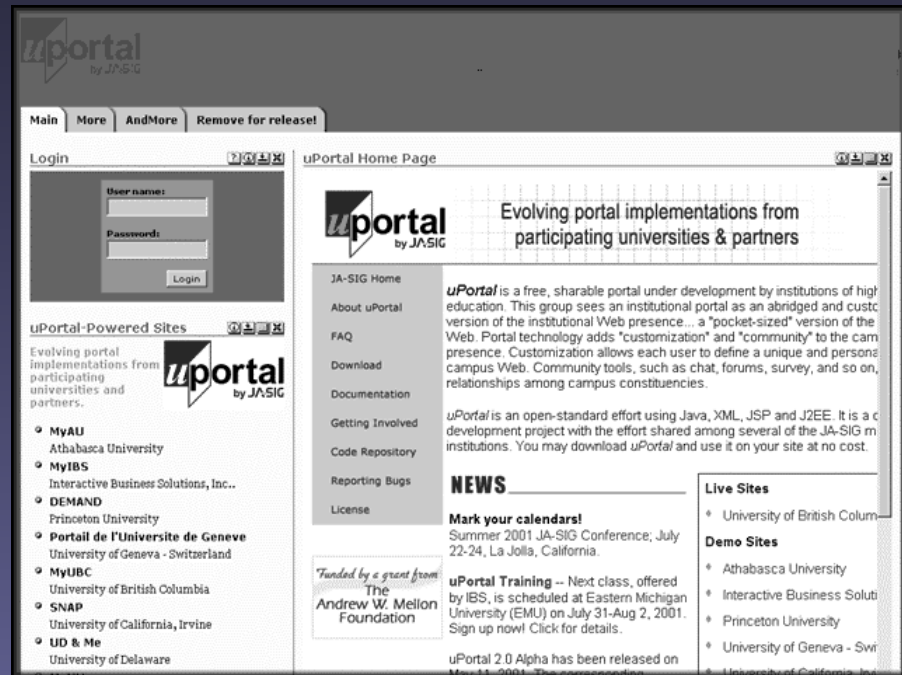 uportal
by JA-SIG
Main
More
AndMore
Remove for release!
Login
User name:
Password:
Login
uPortal-Powered Sites
Evolving portal
implementations from
participating
universities and
partners.
uportal
by JA-SIG
MyAU
Athabasca University
MyIBS
Interactive Business Solutions, Inc..
DEMAND
Princeton University
Portail de l'Universite de Geneve
University of Geneva - Switzerland
MyUBC
University of British Columbia
SNAP
University of California, Irvine
UD & Me
University of Delaware
uPortal Home Page
uportal
by JA-SIG
Evolving portal implementations from
participating universities & partners
JA-SIG Home
About uPortal
FAQ
Download
Documentation
Getting Involved
Code Repository
Reporting Bugs
License
Funded by a grant from
The
Andrew W. Mellon
Foundation
uPortal is a free, sharable portal under development by institutions of high
education. This group sees an institutional portal as an abridged and custo
version of the institutional Web presence... a "pocket-sized" version of the
Web. Portal technology adds "customization" and "community" to the cam
presence. Customization allows each user to define a unique and persona
campus Web. Community tools, such as chat, forums, survey, and so on,
relationships among campus constituencies.
uPortal is an open-standard effort using Java, XML, JSP and J2EE. It is a c
development project with the effort shared among several of the JA-SIG m
institutions. You may download uPortal and use it on your site at no cost.
NEWS
Mark your calendars!
Summer 2001 JA-SIG Conference; July
22-24, La Jolla, California.
uPortal Training -- Next class, offered
by IBS, is scheduled at Eastern Michigan
University (EMU) on July 31-Aug 2, 2001.
Sign up now! Click for details.
uPortal 2.0 Alpha has been released on
May 11, 2001. The corresponding
Live Sites
University of British Colum
Demo Sites
Athabasca University
Interactive Business Soluti
Princeton University
University of Geneva - Swi
University of California, Irvi